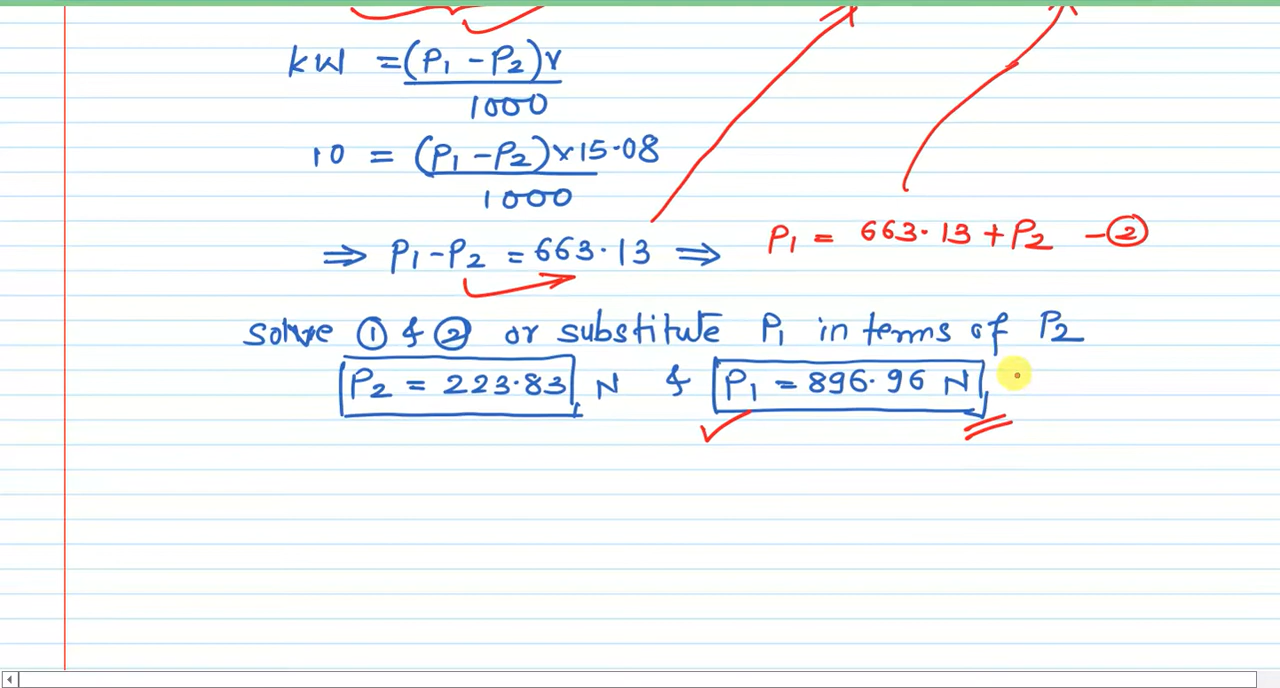 kW = (P₁ - P₂)v
1000
10 = (P₁ - P₂) × 15.08
1000
⇒ P₁ - P₂ = 663.13 ⇒ P₁ = 663.13 + P₂ - ②
Solve ① & ② or substitute P₁ in terms of P₂
P₂ = 223.83 N & P₁ = 896.96 N